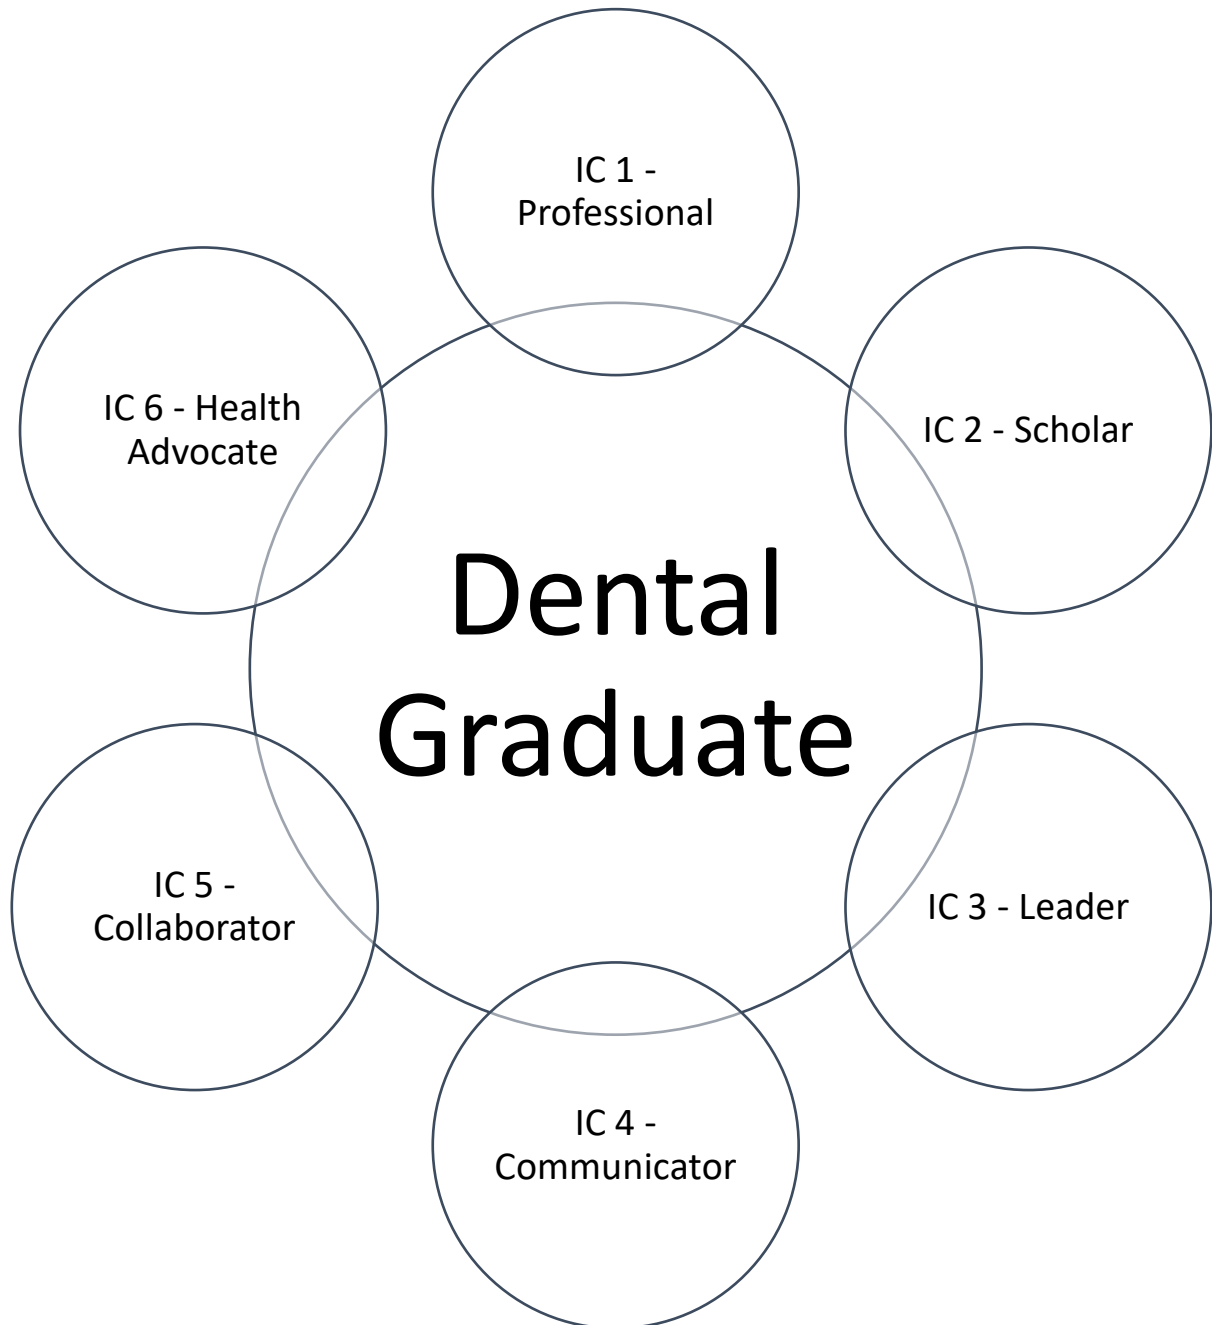 IC 1 -
Professional
IC 2 - Scholar
IC 3 - Leader
IC 4 -
Communicator
IC 5 -
Collaborator
IC 6 - Health
Advocate
Dental
Graduate